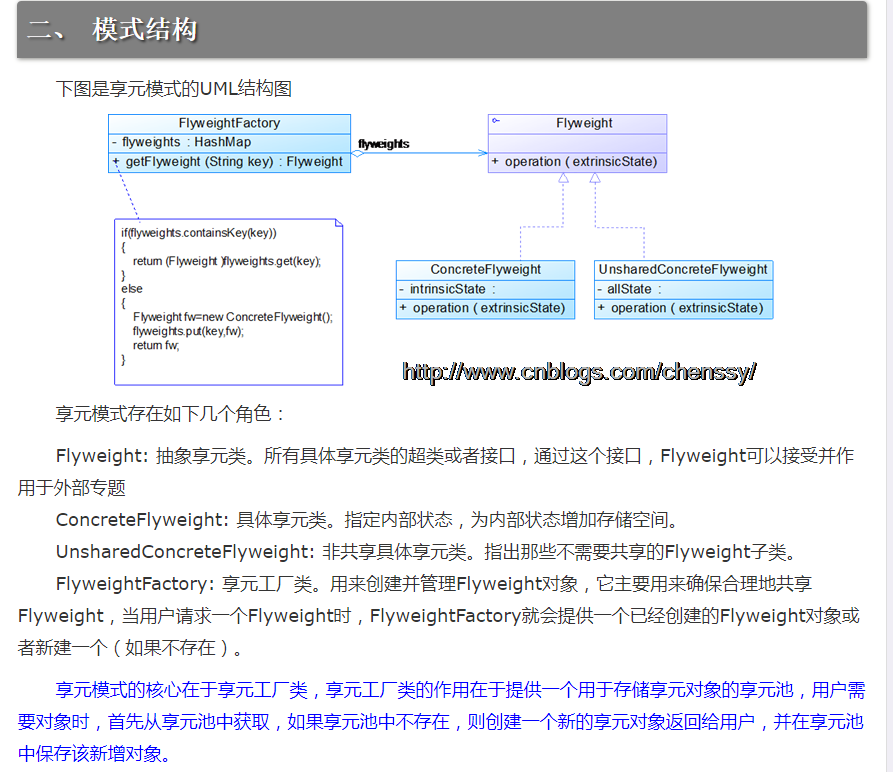 二、 模式结构
下图是享元模式的UML结构图
FlyweightFactory
- flyweights : HashMap
+ getFlyweight (String key) : Flyweight
flyweights
Flyweight
+ operation ( extrinsicState)
if(flyweights.containsKey(key))
{
return (Flyweight )flyweights.get(key);
}
else
{
Flyweight fw=new ConcreteFlyweight();
flyweights.put(key,fw);
return fw;
}
ConcreteFlyweight
- intrinsicState :
+ operation ( extrinsicState)
UnsharedConcreteFlyweight
- allState :
+ operation ( extrinsicState)
http://www.cnblogs.com/chenssy/
享元模式存在如下几个角色：
Flyweight: 抽象享元类。所有具体享元类的超类或者接口，通过这个接口，Flyweight可以接受并作
用于外部专题
ConcreteFlyweight: 具体享元类。指定内部状态，为内部状态增加存储空间。
UnsharedConcreteFlyweight: 非共享具体享元类。指出那些不需要共享的Flyweight子类。
FlyweightFactory: 享元工厂类。用来创建并管理Flyweight对象，它主要用来确保合理地共享
Flyweight，当用户请求一个Flyweight时，FlyweightFactory就会提供一个已经创建的Flyweight对象或
者新建一个（如果不存在）。
享元模式的核心在于享元工厂类，享元工厂类的作用在于提供一个用于存储享元对象的享元池，用户需
要对象时，首先从享元池中获取，如果享元池中不存在，则创建一个新的享元对象返回给用户，并在享元池
中保存该新增对象。